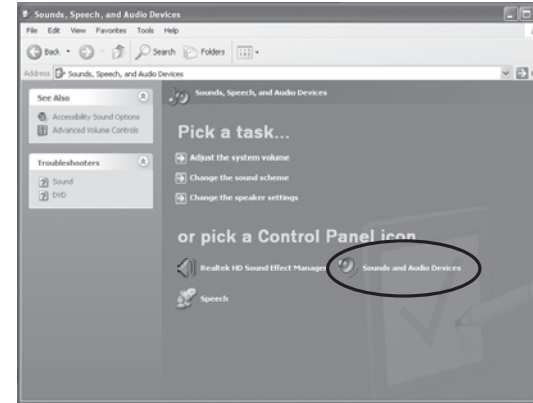 Sounds, Speech, and Audio Devices
File Edit View Favorites Tools Help
Back Search Folders
Address Sounds, Speech, and Audio Devices
See Also
Accessibility Sound Options
Advanced Volume Controls
Troubleshooters
Sound
DVD
Sounds, Speech, and Audio Devices
Pick a task...
Adjust the system volume
Change the sound scheme
Change the speaker settings
or pick a Control Panel icon
Realtek HD Sound Effect Manager Sounds and Audio Devices
Speech